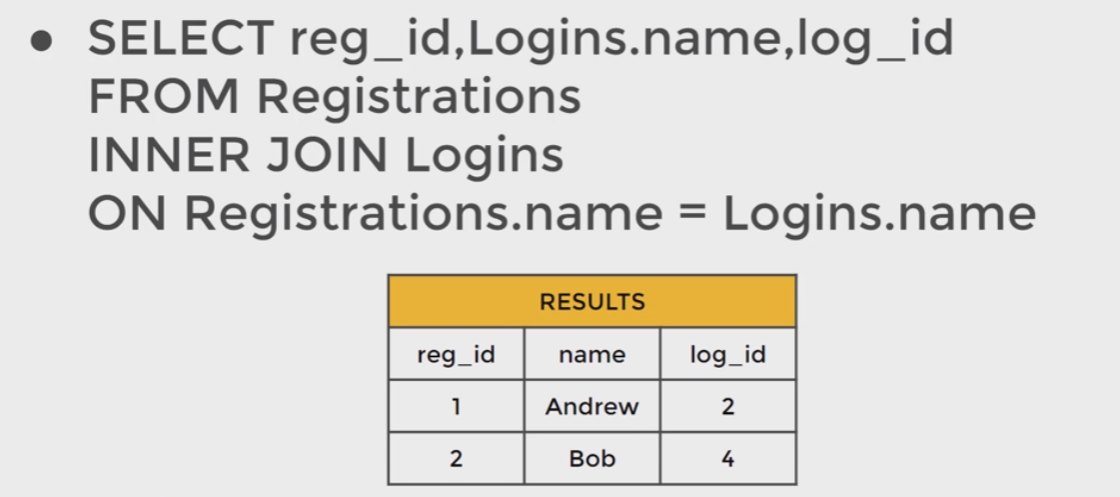 • SELECT reg_id,Logins.name,log_id
FROM Registrations
INNER JOIN Logins
ON Registrations.name = Logins.name
RESULTS
reg_id name log_id
1 Andrew 2
2 Bob 4